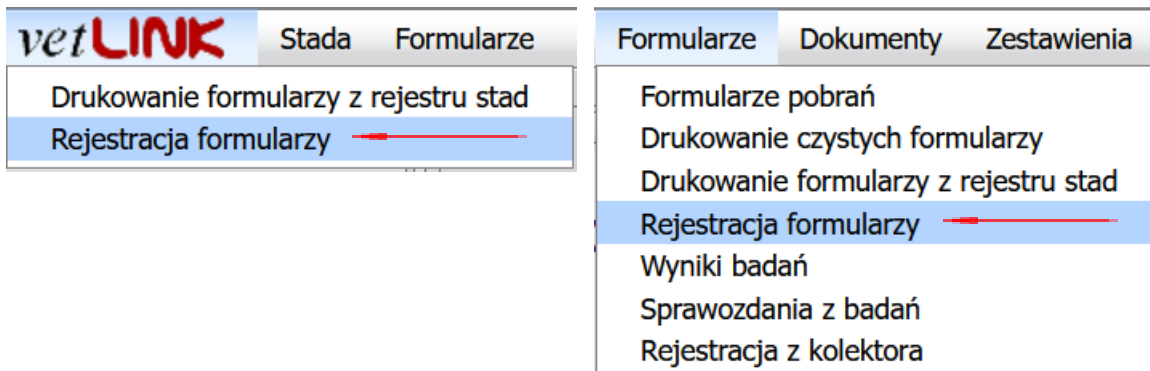 vetLINK Stada Formularze
Drukowanie formularzy z rejestru stad
Rejestracja formularzy
Formularze Dokumenty Zestawienia
Formularze pobrań
Drukowanie czystych formularzy
Drukowanie formularzy z rejestru stad
Rejestracja formularzy
Wyniki badań
Sprawozdania z badań
Rejestracja z kolektora